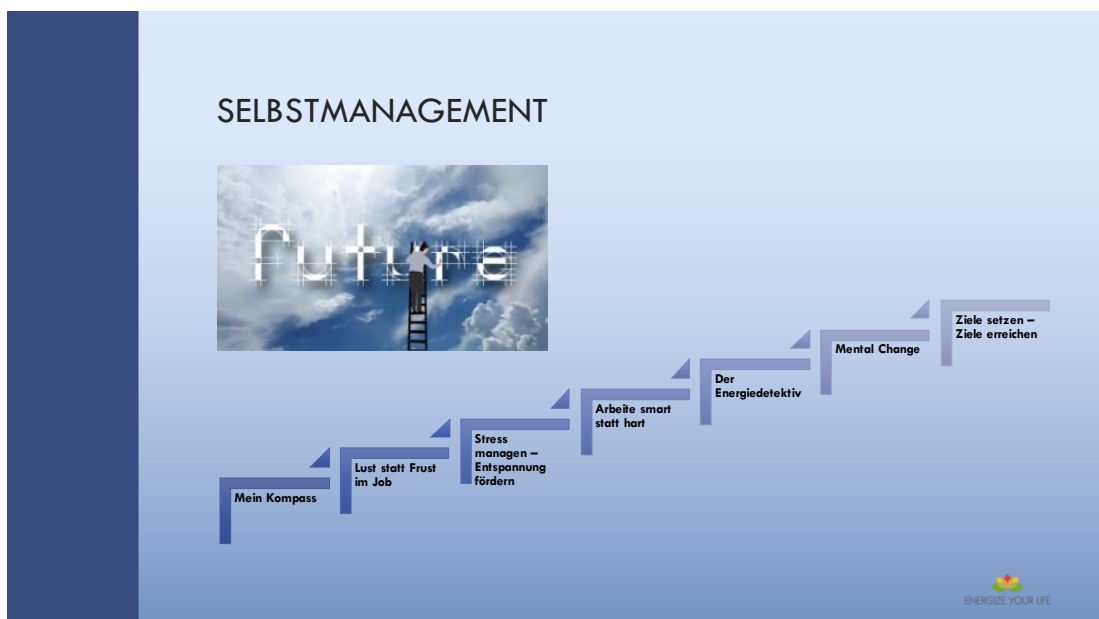 SELBSTMANAGEMENT
future
Mein Kompass
Lust statt Frust
im Job
Stress
managen –
Entspannung
fördern
Arbeite smart
statt hart
Der
Energiedetektiv
Mental Change
Ziele setzen –
Ziele erreichen
ENERGIZE YOUR LIFE